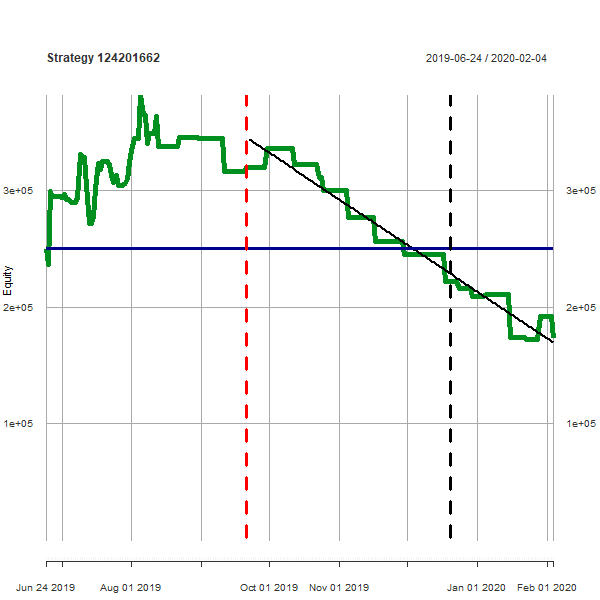 Strategy 124201662
2019-06-24 / 2020-02-04
Equity
3e+05
3e+05
2e+05
2e+05
1e+05
1e+05
Jun 24 2019
Aug 01 2019
Oct 01 2019
Nov 01 2019
Jan 01 2020
Feb 01 2020